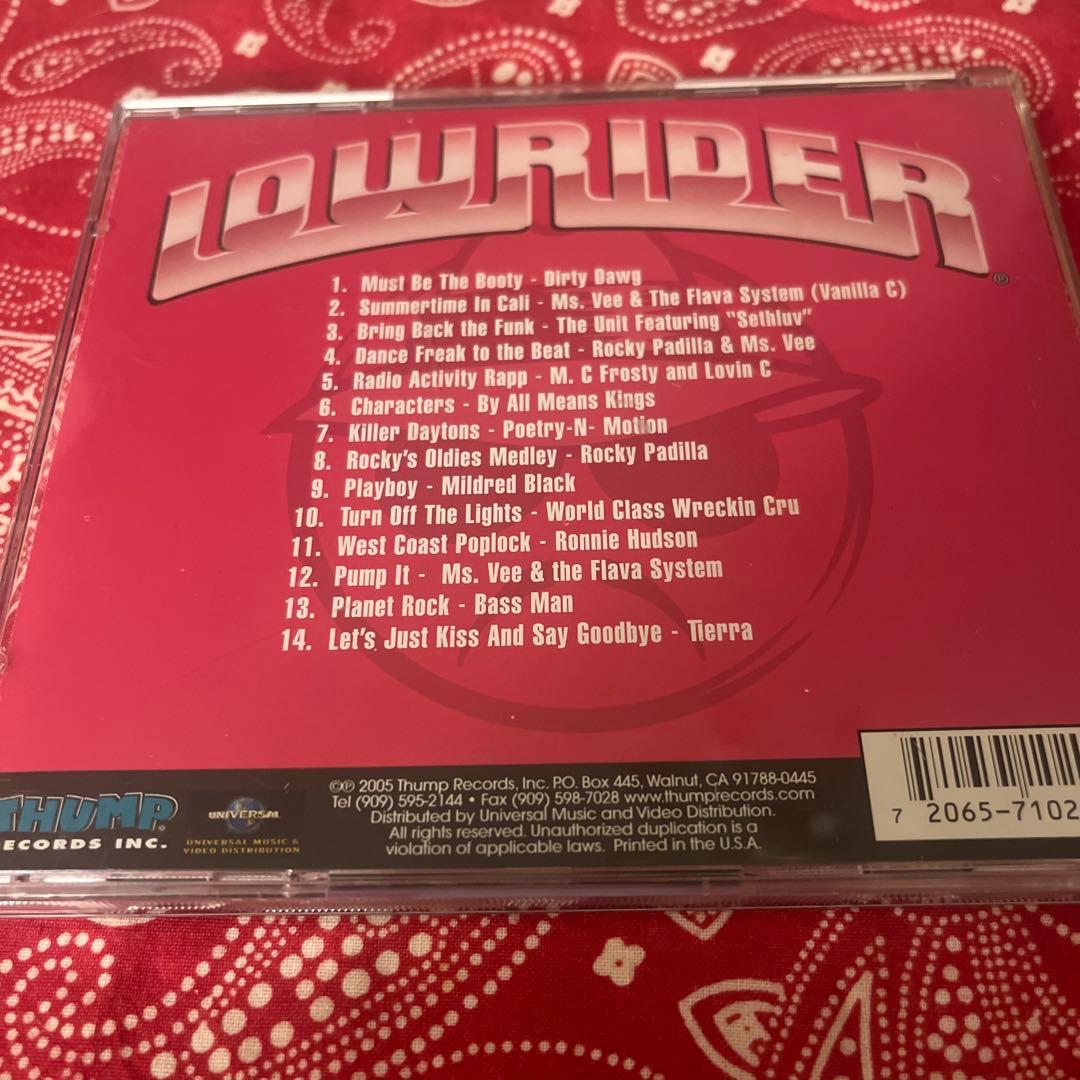 LOWRIDER
®
1. Must Be The Booty - Dirty Dawg
2. Summertime In Cali - Ms. Vee & The Flava System (Vanilla C)
3. Bring Back the Funk - The Unit Featuring "Sethluv"
4. Dance Freak to the Beat - Rocky Padilla & Ms. Vee
5. Radio Activity Rapp - M. C Frosty and Lovin C
6. Characters - By All Means Kings
7. Killer Daytons - Poetry-N- Motion
8. Rocky's Oldies Medley - Rocky Padilla
9. Playboy - Mildred Black
10. Turn Off The Lights - World Class Wreckin Cru
11. West Coast Poplock - Ronnie Hudson
12. Pump It - Ms. Vee & the Flava System
13. Planet Rock - Bass Man
14. Let's Just Kiss And Say Goodbye - Tierra
THUMP
ECORDS INC.
UNIVERSAL
UNIVERSAL MUSIC &
VIDEO DISTRIBUTION
©℗ 2005 Thump Records, Inc. P.O. Box 445, Walnut, CA 91788-0445
Tel (909) 595-2144 • Fax (909) 598-7028 www.thumprecords.com
Distributed by Universal Music and Video Distribution.
All rights reserved. Unauthorized duplication is a
violation of applicable laws. Printed in the U.S.A.
7 2065-7102